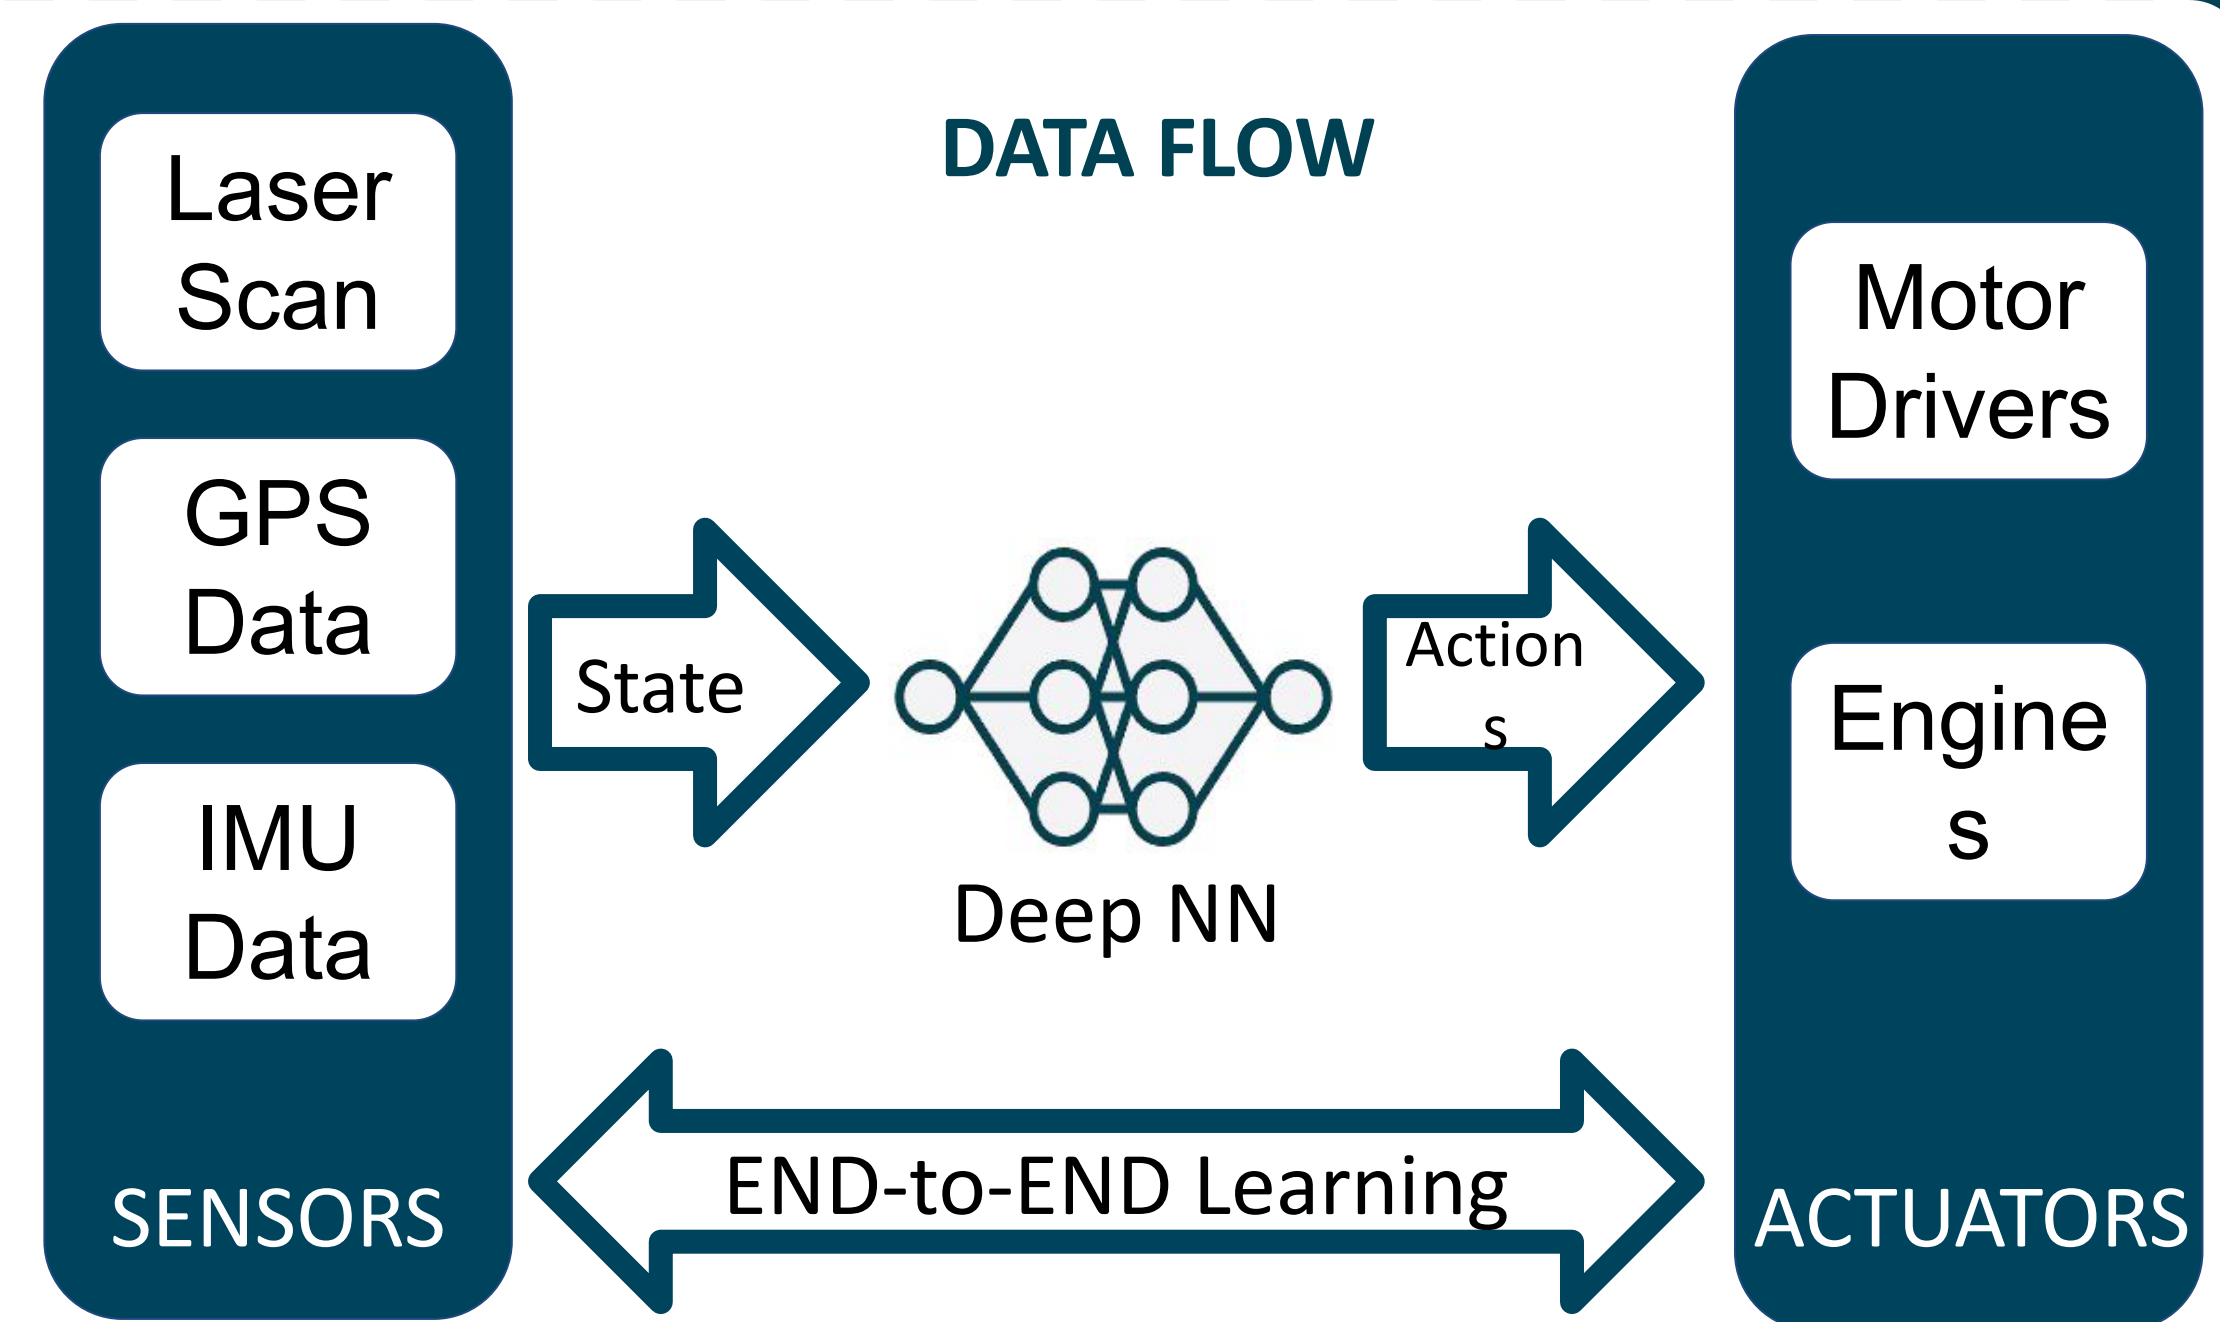 DATA FLOW
Laser
Scan
GPS
Data
IMU
Data
SENSORS
State
Deep NN
Action
s
END-to-END Learning
Motor
Drivers
Engine
s
ACTUATORS